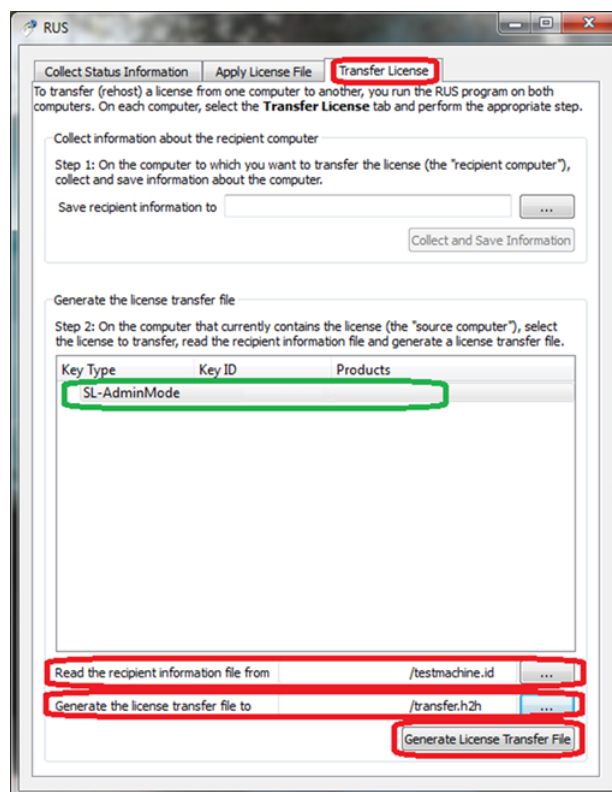 RUS
Collect Status Information Apply License File Transfer License
To transfer (rehost) a license from one computer to another, you run the RUS program on both
computers. On each computer, select the Transfer License tab and perform the appropriate step.
Collect information about the recipient computer
Step 1: On the computer to which you want to transfer the license (the "recipient computer"),
collect and save information about the computer.
Save recipient information to ...
Collect and Save Information
Generate the license transfer file
Step 2: On the computer that currently contains the license (the "source computer"), select
the license to transfer, read the recipient information file and generate a license transfer file.
Key Type Key ID Products
SL-AdminMode
Read the recipient information file from /testmachine.id ...
Generate the license transfer file to /transfer.h2h ...
Generate License Transfer File